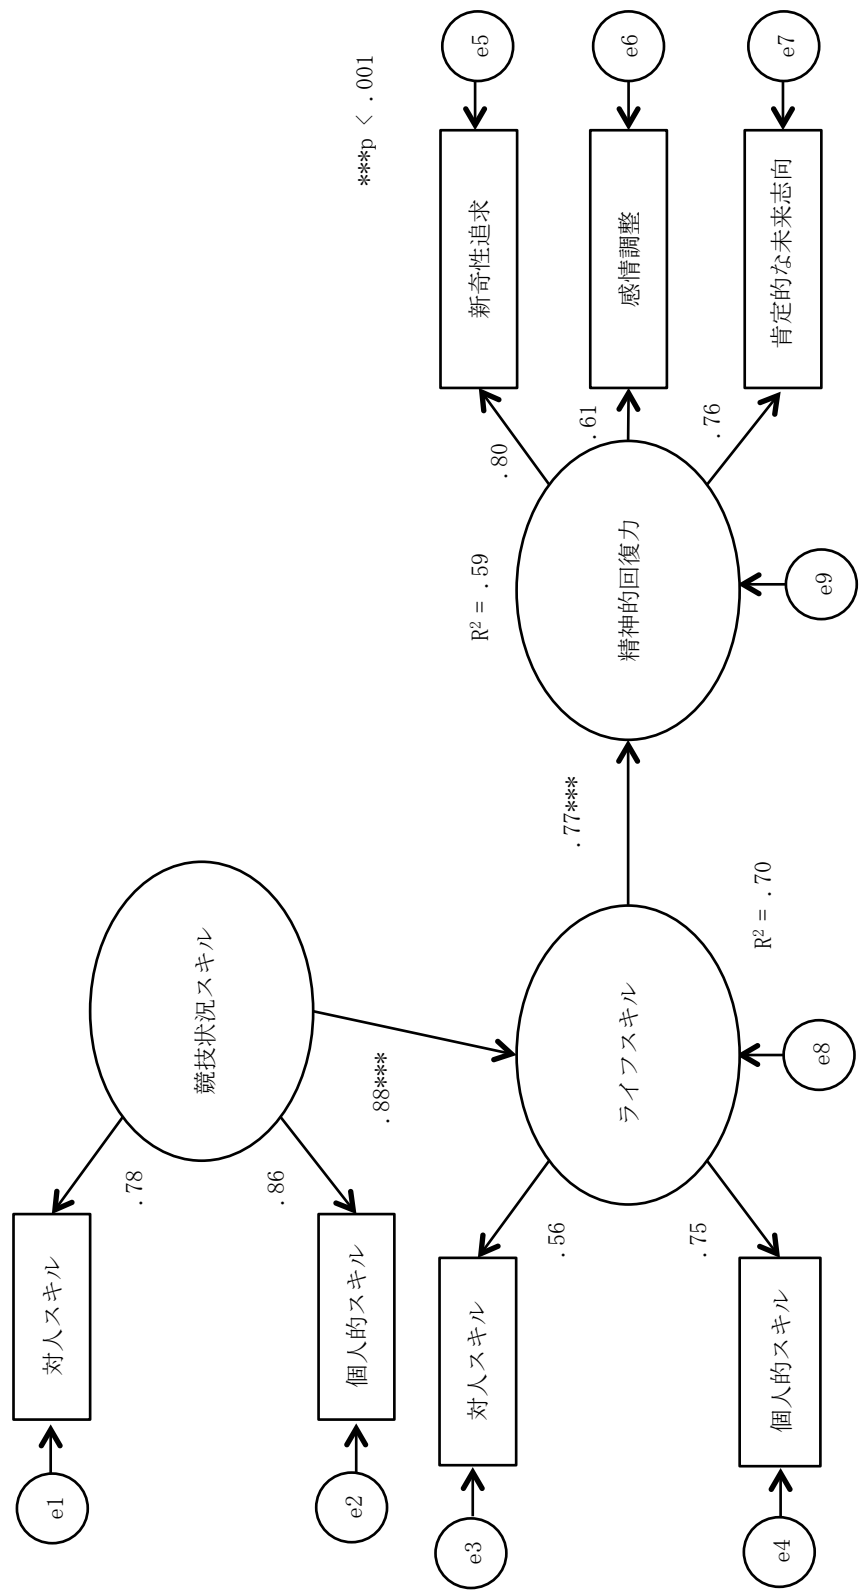 ***p < .001
e1
対人スキル
.78
e2
個人的スキル
.86
競技状況スキル
.88***
e3
対人スキル
.56
e4
個人的スキル
.75
ライフスキル
R² = .70
e8
.77***
R² = .59
精神的回復力
e9
.80
新奇性追求
e5
.61
感情調整
e6
.76
肯定的な未来志向
e7